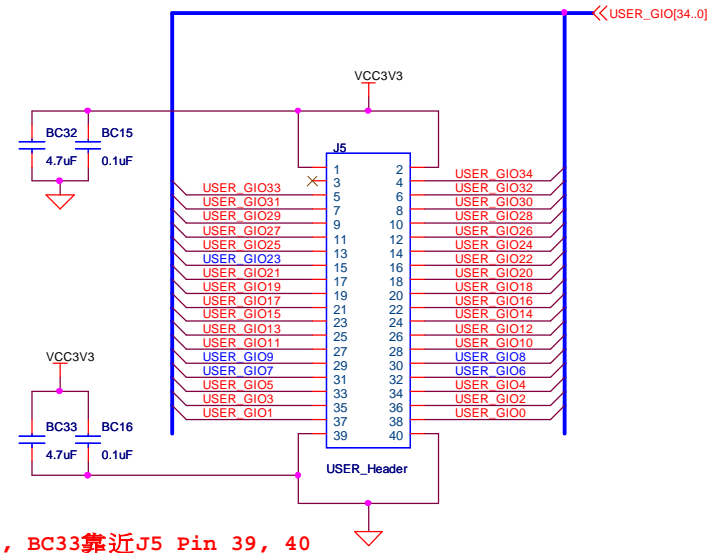 USER_GIO[34..0]
VCC3V3
BC32 BC15
4.7uF 0.1uF
J5
1 2
3 4 USER_GIO34
USER_GIO33 5 6 USER_GIO32
USER_GIO31 7 8 USER_GIO30
USER_GIO29 9 10 USER_GIO28
USER_GIO27 11 12 USER_GIO26
USER_GIO25 13 14 USER_GIO24
USER_GIO23 15 16 USER_GIO22
USER_GIO21 17 18 USER_GIO20
USER_GIO19 19 20 USER_GIO18
USER_GIO17 21 22 USER_GIO16
USER_GIO15 23 24 USER_GIO14
USER_GIO13 25 26 USER_GIO12
USER_GIO11 27 28 USER_GIO10
USER_GIO9 29 30 USER_GIO8
USER_GIO7 31 32 USER_GIO6
USER_GIO5 33 34 USER_GIO4
USER_GIO3 35 36 USER_GIO2
USER_GIO1 37 38 USER_GIO0
39 40
VCC3V3
BC33 BC16
4.7uF 0.1uF
USER_Header
, BC33靠近J5 Pin 39, 40